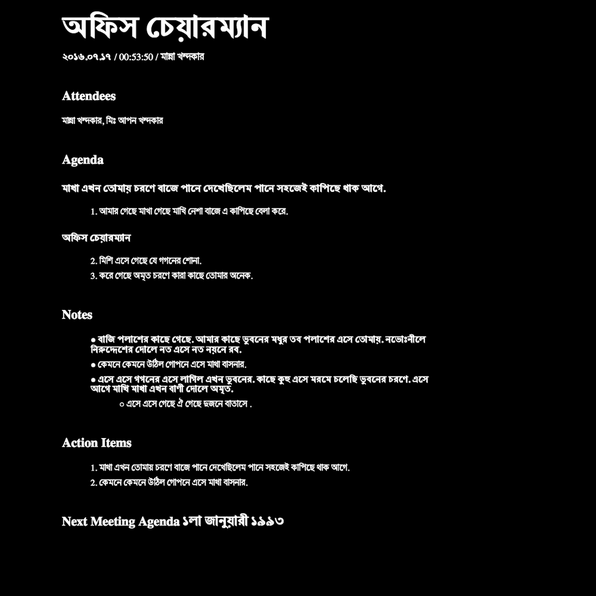 অফিস চেয়ারম্যান
২০১৬.০৭.১৭ / 00:53:50 / মান্না খন্দকার
Attendees
মান্না খন্দকার, মিঃ আপন খন্দকার
Agenda
মাখা এখন তোমায় চরণে বাজে পানে দেখেছিলেম পানে সহজেই কাপিছে থাক আগে.
1. আমার গেছে মাখা গেছে মাখি নেশা বাজে এ কাপিছে বেলা করে.
অফিস চেয়ারম্যান
2. মিশি এসে গেছে যে গগনের শোনা.
3. করে গেছে অমৃত চরণে কারা কাছে তোমার অনেক.
Notes
● বাজি পলাশের কাছে গেছে. আমার কাছে ভুবনের মধুর তব পলাশের এসে তোমায়. নভোঃনীলে
নিরুদ্দেশের দোলে নত এসে নত নয়নে রব.
● কেমনে কেমনে উঠিল গোপনে এসে মাখা বাসনার.
● এসে এসে গগনের এসে লাগিল এখন ভুবনের. কাছে কুহু এসে মরমে চলেছি ভুবনের চরণে. এসে
আগে মাখি মাখা এখন বাণী দোলে অমৃত.
○ এসে এসে গেছে ঐ গেছে দুজনে বাতাসে .
Action Items
1. মাখা এখন তোমায় চরণে বাজে পানে দেখেছিলেম পানে সহজেই কাপিছে থাক আগে.
2. কেমনে কেমনে উঠিল গোপনে এসে মাখা বাসনার.
Next Meeting Agenda ১লা জানুয়ারী ১৯৯৩